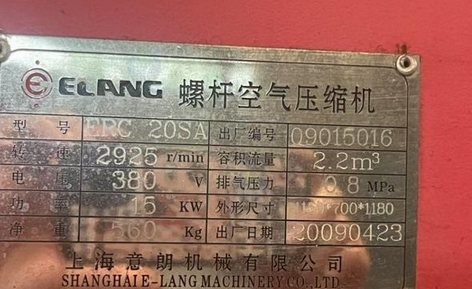 ELANG 螺杆空气压缩机
型号 ERC 20SA 出厂编号 09015016
转速 2925 r/min 容积流量 2.2m³
电压 380 V 排气压力 0.8 MPa
功率 15 KW 外形尺寸 700*1180
净重 560 Kg 出厂日期 20090423
上海意朗机械有限公司
SHANGHAI E-LANG MACHINERY CO., LTD